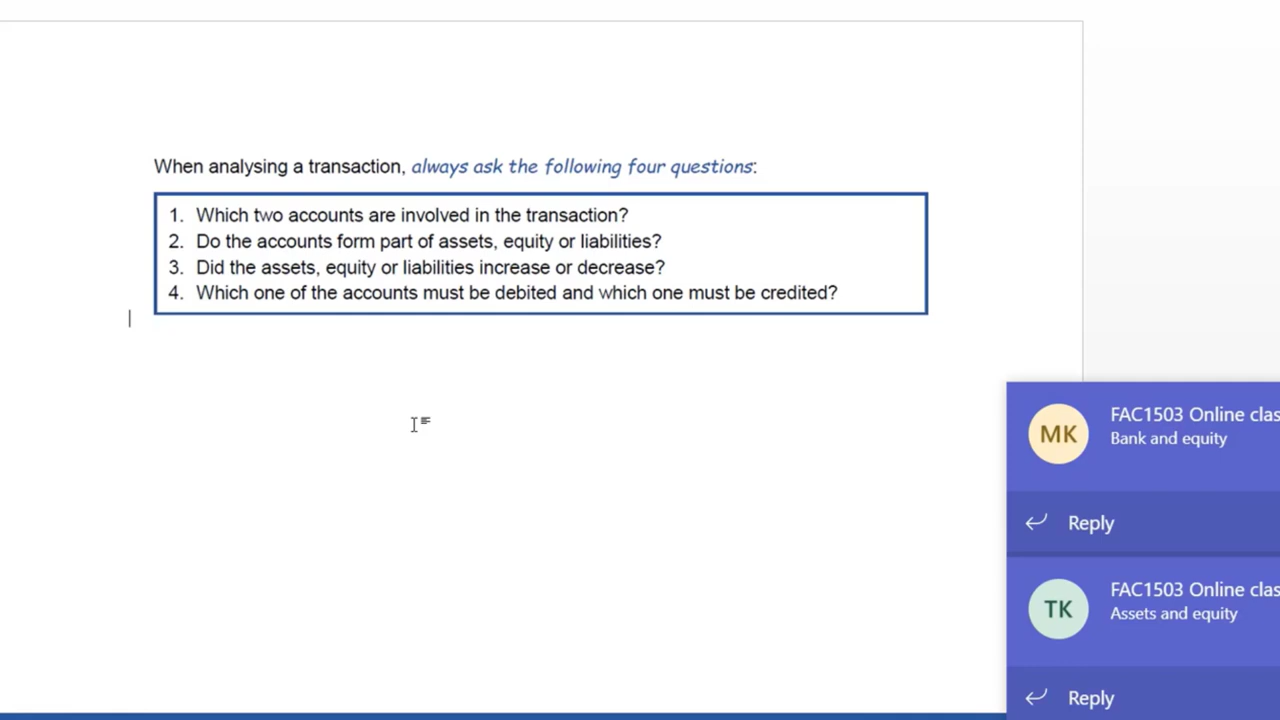 When analysing a transaction, always ask the following four questions:
1. Which two accounts are involved in the transaction?
2. Do the accounts form part of assets, equity or liabilities?
3. Did the assets, equity or liabilities increase or decrease?
4. Which one of the accounts must be debited and which one must be credited?
MK
FAC1503 Online clas
Bank and equity
Reply
TK
FAC1503 Online clas
Assets and equity
Reply